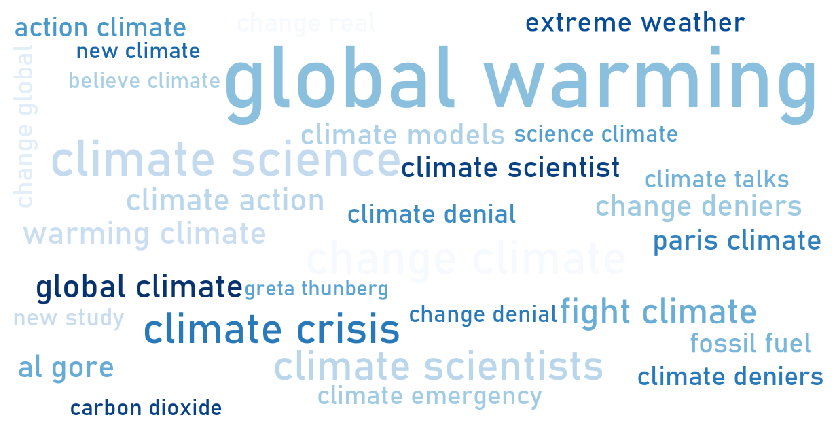 action climate
change real
extreme weather
new climate
believe climate
global warming
change global
climate models
science climate
climate science
climate scientist
climate talks
climate action
change deniers
climate denial
warming climate
paris climate
change climate
global climate
greta thunberg
new study
climate crisis
change denial
fight climate
fossil fuel
al gore
climate scientists
climate deniers
climate emergency
carbon dioxide